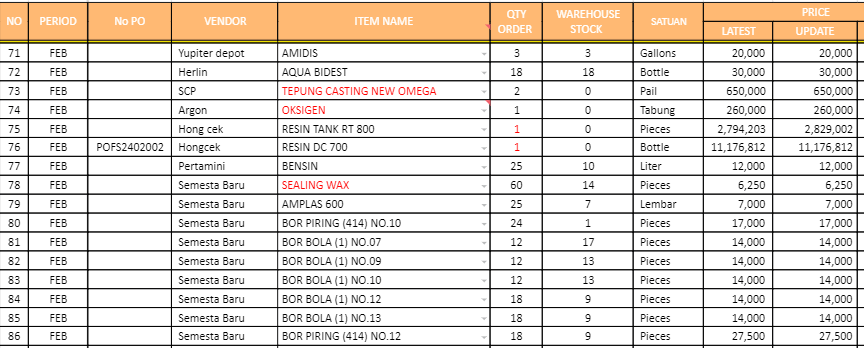 NO PERIOD No PO VENDOR ITEM NAME QTY ORDER WAREHOUSE STOCK SATUAN PRICE
LATEST UPDATE
71 FEB Yupiter depot AMIDIS 3 3 Gallons 20,000 20,000
72 FEB Herlin AQUA BIDEST 18 18 Bottle 30,000 30,000
73 FEB SCP TEPUNG CASTING NEW OMEGA 2 0 Pail 650,000 650,000
74 FEB Argon OKSIGEN 1 0 Tabung 260,000 260,000
75 FEB Hong cek RESIN TANK RT 800 1 0 Pieces 2,794,203 2,829,002
76 FEB POFS2402002 Hongcek RESIN DC 700 1 0 Bottle 11,176,812 11,176,812
77 FEB Pertamini BENSIN 25 10 Liter 12,000 12,000
78 FEB Semesta Baru SEALING WAX 60 14 Pieces 6,250 6,250
79 FEB Semesta Baru AMPLAS 600 25 7 Lembar 7,000 7,000
80 FEB Semesta Baru BOR PIRING (414) NO.10 24 1 Pieces 17,000 17,000
81 FEB Semesta Baru BOR BOLA (1) NO.07 12 17 Pieces 14,000 14,000
82 FEB Semesta Baru BOR BOLA (1) NO.09 12 13 Pieces 14,000 14,000
83 FEB Semesta Baru BOR BOLA (1) NO.10 12 13 Pieces 14,000 14,000
84 FEB Semesta Baru BOR BOLA (1) NO.12 18 9 Pieces 14,000 14,000
85 FEB Semesta Baru BOR BOLA (1) NO.13 18 9 Pieces 14,000 14,000
86 FEB Semesta Baru BOR PIRING (414) NO.12 18 9 Pieces 27,500 27,500